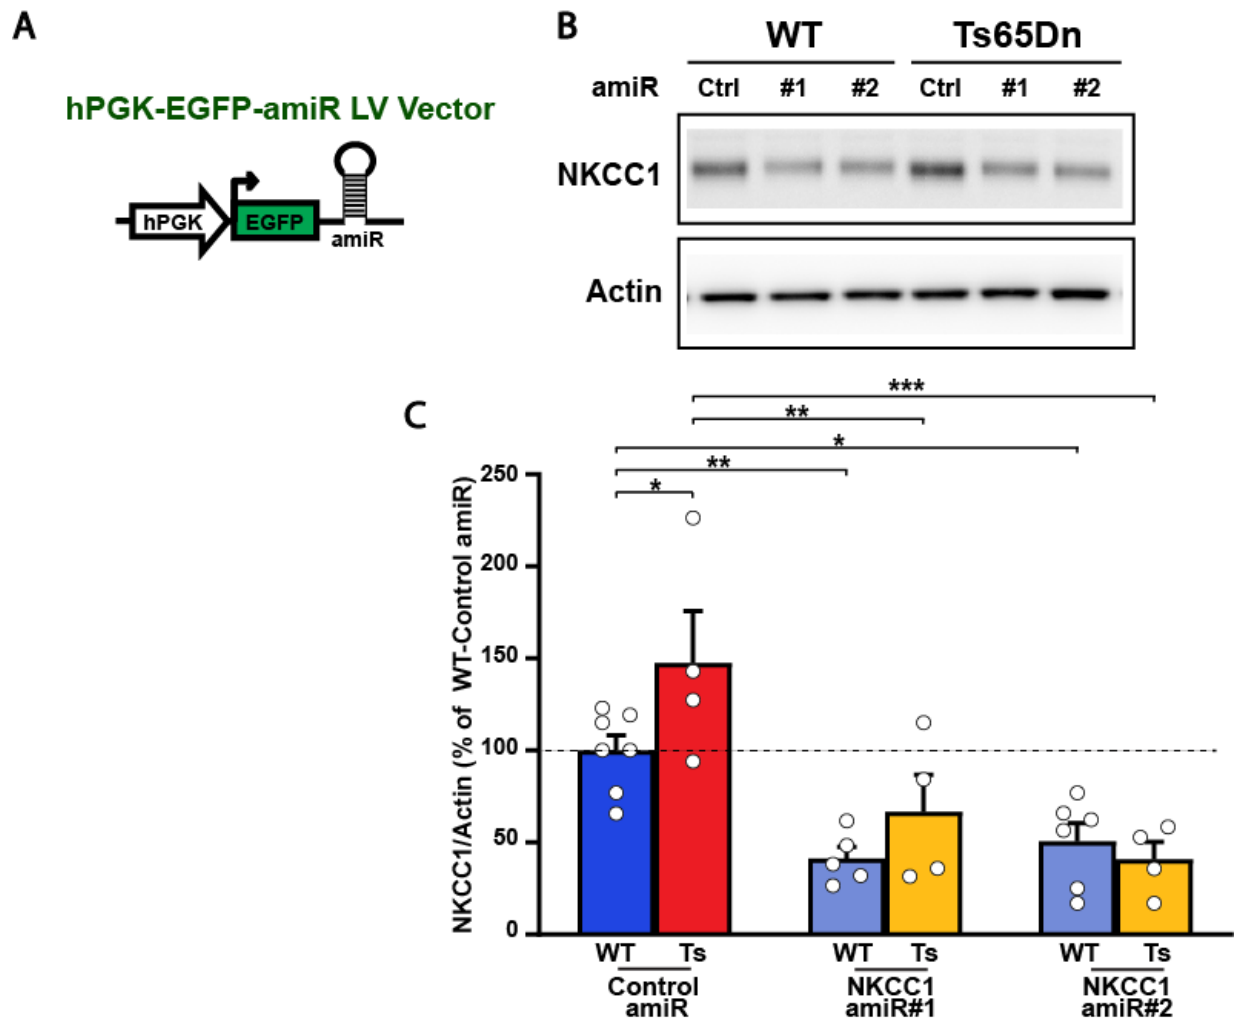 A
hPGK-EGFP-amiR LV Vector
hPGK
EGFP
amiR
B
WT
Ts65Dn
amiR Ctrl #1 #2 Ctrl #1 #2
NKCC1
Actin
C
***
**
*
**
*
NKCC1/Actin (% of WT-Control amiR)
250
200
150
100
50
0
WT Ts WT Ts WT Ts
Control amiR NKCC1 amiR#1 NKCC1 amiR#2